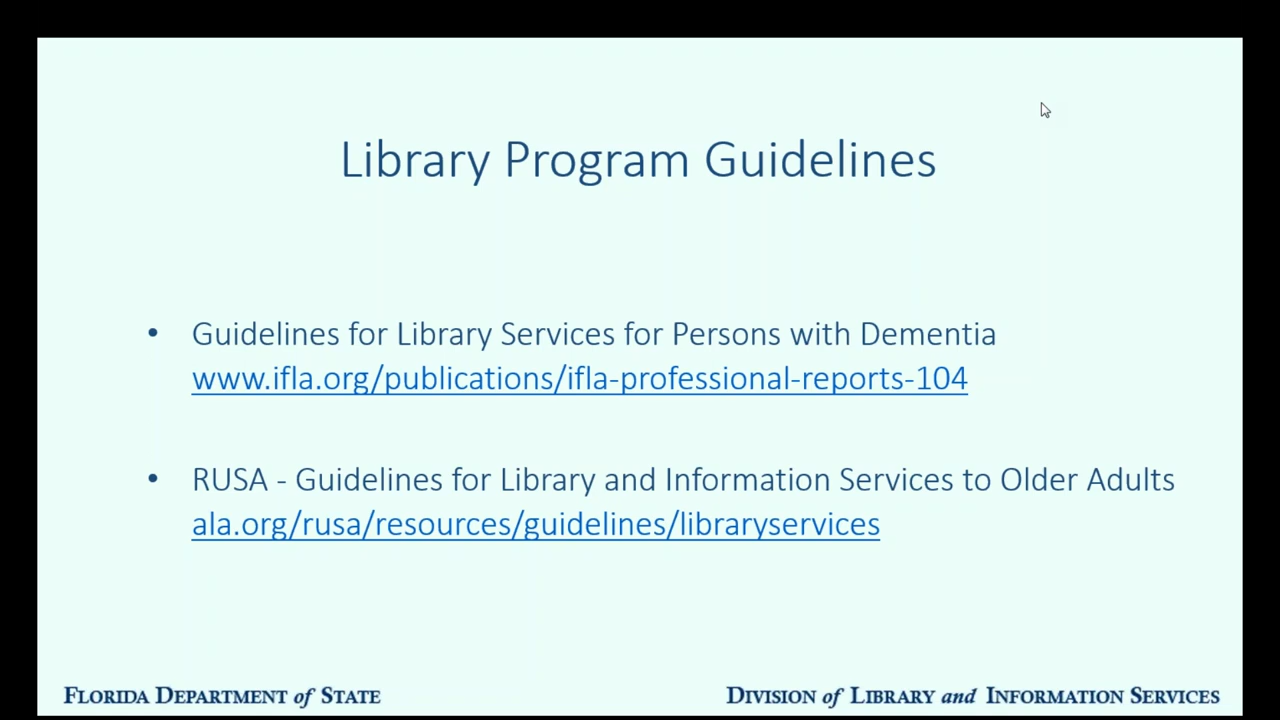 Library Program Guidelines
• Guidelines for Library Services for Persons with Dementia
www.ifla.org/publications/ifla-professional-reports-104
• RUSA - Guidelines for Library and Information Services to Older Adults
ala.org/rusa/resources/guidelines/libraryservices
FLORIDA DEPARTMENT of STATE
DIVISION of LIBRARY and INFORMATION SERVICES